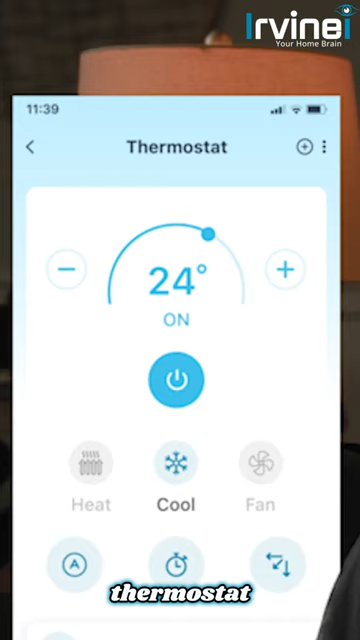 Irvinei
Your Home Brain
11:39
Thermostat
24°
ON
Heat Cool Fan
A
thermostat